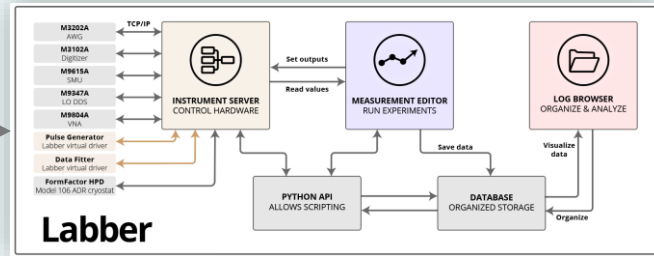 M3202A
AWG
TCP/IP
M3102A
Digitizer
M9615A
SMU
M9347A
LO DDS
M9804A
VNA
Pulse Generator
Labber virtual driver
Data Fitter
Labber virtual driver
FormFactor HPD
Model 106 ADR cryostat
INSTRUMENT SERVER
CONTROL HARDWARE
Set outputs
Read values
MEASUREMENT EDITOR
RUN EXPERIMENTS
LOG BROWSER
ORGANIZE & ANALYZE
Save data
Visualize
data
PYTHON API
ALLOWS SCRIPTING
DATABASE
ORGANIZED STORAGE
Organize
Labber